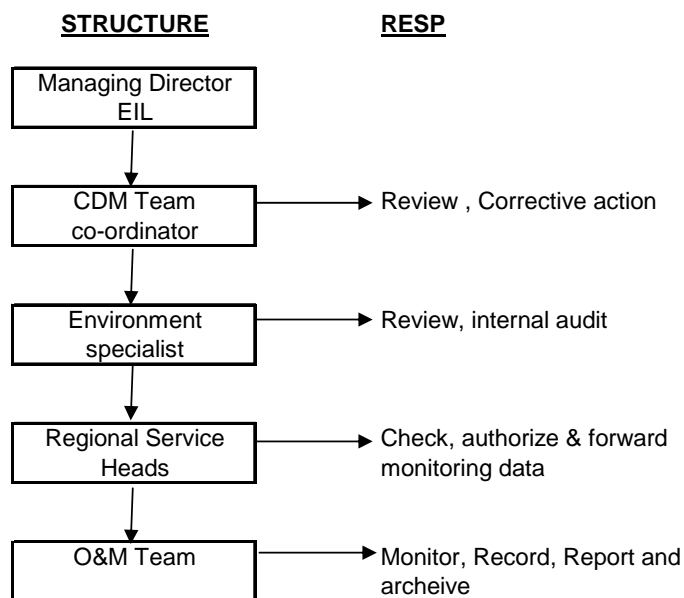 STRUCTURE RESP
Managing Director
EIL
CDM Team
co-ordinator
Review , Corrective action
Environment
specialist
Review, internal audit
Regional Service
Heads
Check, authorize & forward
monitoring data
O&M Team
Monitor, Record, Report and
archeive